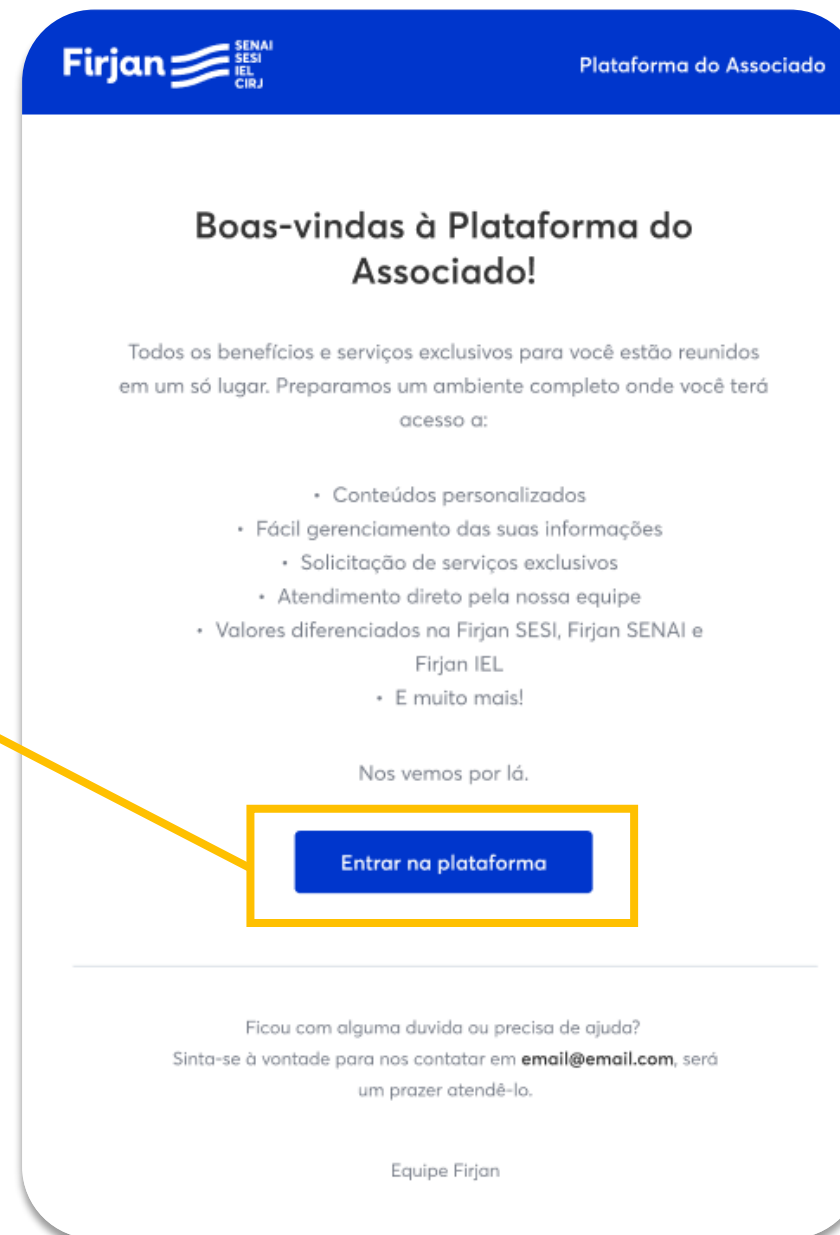 Firjan SENAI
SESI
IEL
CIRJ
Plataforma do Associado
Boas-vindas à Plataforma do
Associado!
Todos os benefícios e serviços exclusivos para você estão reunidos
em um só lugar. Preparamos um ambiente completo onde você terá
acesso a:
• Conteúdos personalizados
• Fácil gerenciamento das suas informações
• Solicitação de serviços exclusivos
• Atendimento direto pela nossa equipe
• Valores diferenciados na Firjan SESI, Firjan SENAI e
Firjan IEL
• E muito mais!
Nos vemos por lá.
Entrar na plataforma
Ficou com alguma duvida ou precisa de ajuda?
Sinta-se à vontade para nos contatar em email@email.com, será
um prazer atendê-lo.
Equipe Firjan